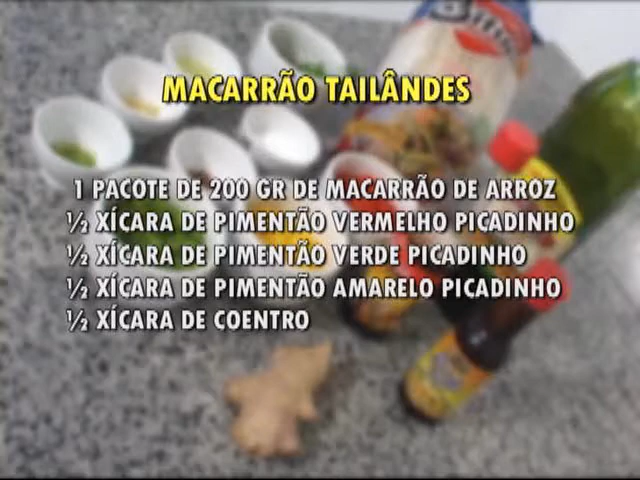 MACARRÃO TAILÂNDES
1 PACOTE DE 200 GR DE MACARRÃO DE ARROZ
½ XÍCARA DE PIMENTÃO VERMELHO PICADINHO
½ XÍCARA DE PIMENTÃO VERDE PICADINHO
½ XÍCARA DE PIMENTÃO AMARELO PICADINHO
½ XÍCARA DE COENTRO